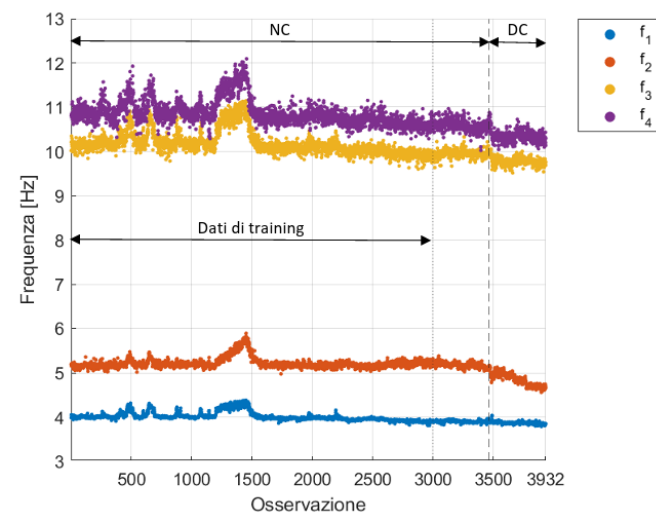 NC
DC
f1
f2
f3
f4
13
12
11
10
9
8
7
6
5
4
3
Frequenza [Hz]
Dati di training
500
1000
1500
2000
2500
3000
3500
3932
Osservazione